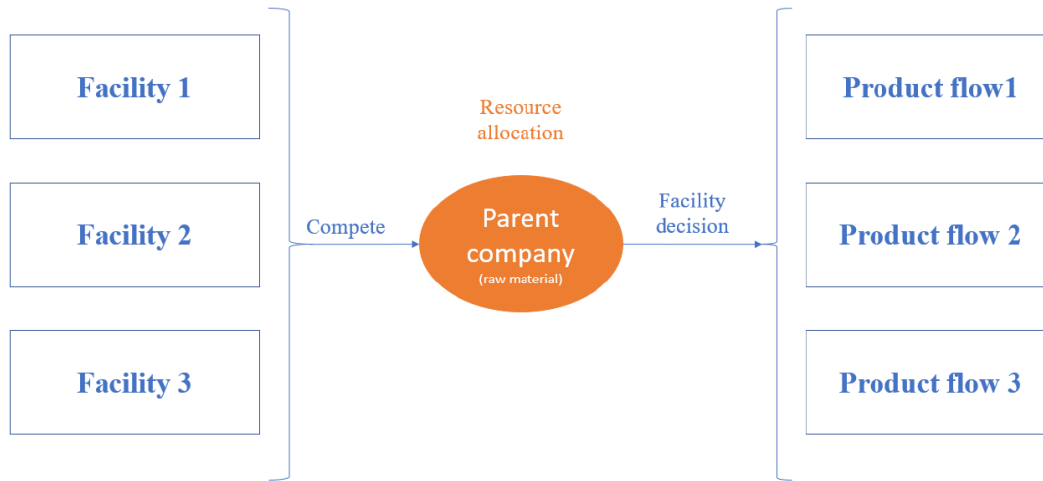 Facility 1
Facility 2
Facility 3
Compete
Resource
allocation
Parent
company
(raw material)
Facility
decision
Product flow1
Product flow 2
Product flow 3